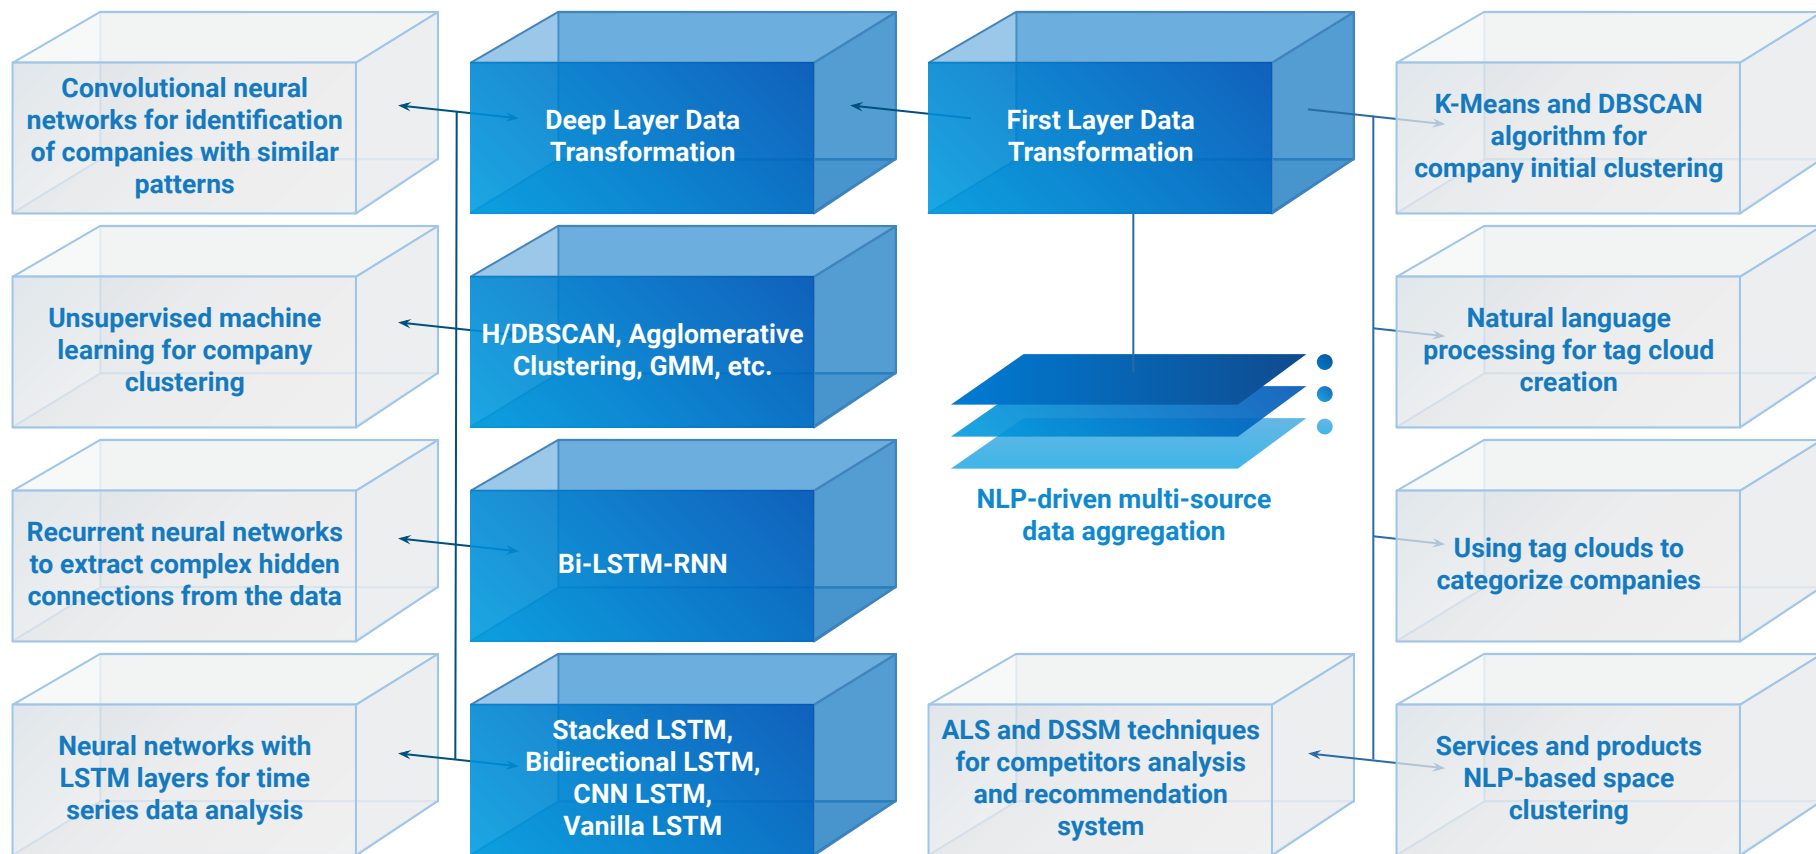 Convolutional neural
networks for identification
of companies with similar
patterns
Deep Layer Data
Transformation
First Layer Data
Transformation
K-Means and DBSCAN
algorithm for
company initial clustering
Unsupervised machine
learning for company
clustering
H/DBSCAN, Agglomerative
Clustering, GMM, etc.
Natural language
processing for tag cloud
creation
NLP-driven multi-source
data aggregation
Recurrent neural networks
to extract complex hidden
connections from the data
Bi-LSTM-RNN
Using tag clouds to
categorize companies
Neural networks with
LSTM layers for time
series data analysis
Stacked LSTM,
Bidirectional LSTM,
CNN LSTM,
Vanilla LSTM
ALS and DSSM techniques
for competitors analysis
and recommendation
system
Services and products
NLP-based space
clustering